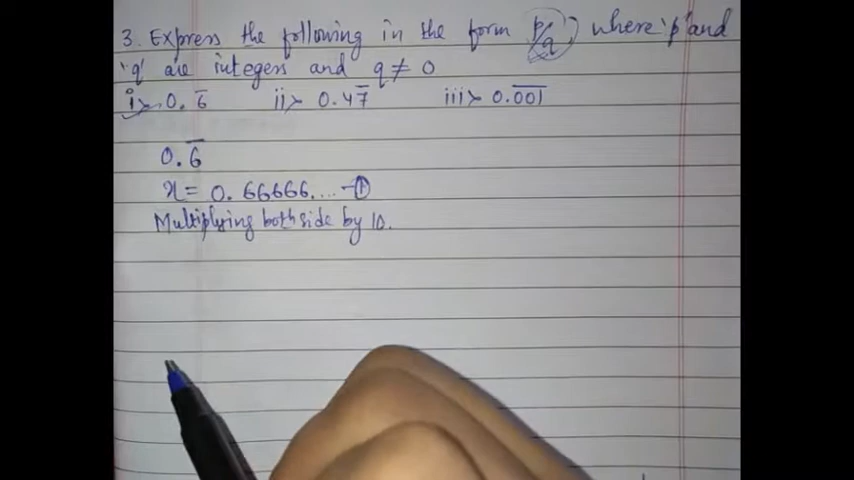 3. Express the following in the form p/q, where 'p' and
'q' are integers and q ≠ 0
i> 0.6̅ ii> 0.47̅ iii> 0.0̅0̅1̅
0.6̅
x = 0.66666.... -①
Multiplying both side by 10.